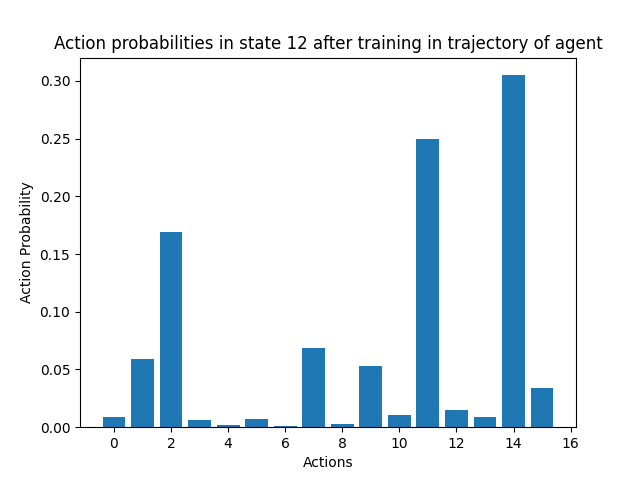 Action probabilities in state 12 after training in trajectory of agent
0.30
0.25
0.20
0.15
0.10
0.05
0.00
Action Probability
0 2 4 6 8 10 12 14 16
Actions